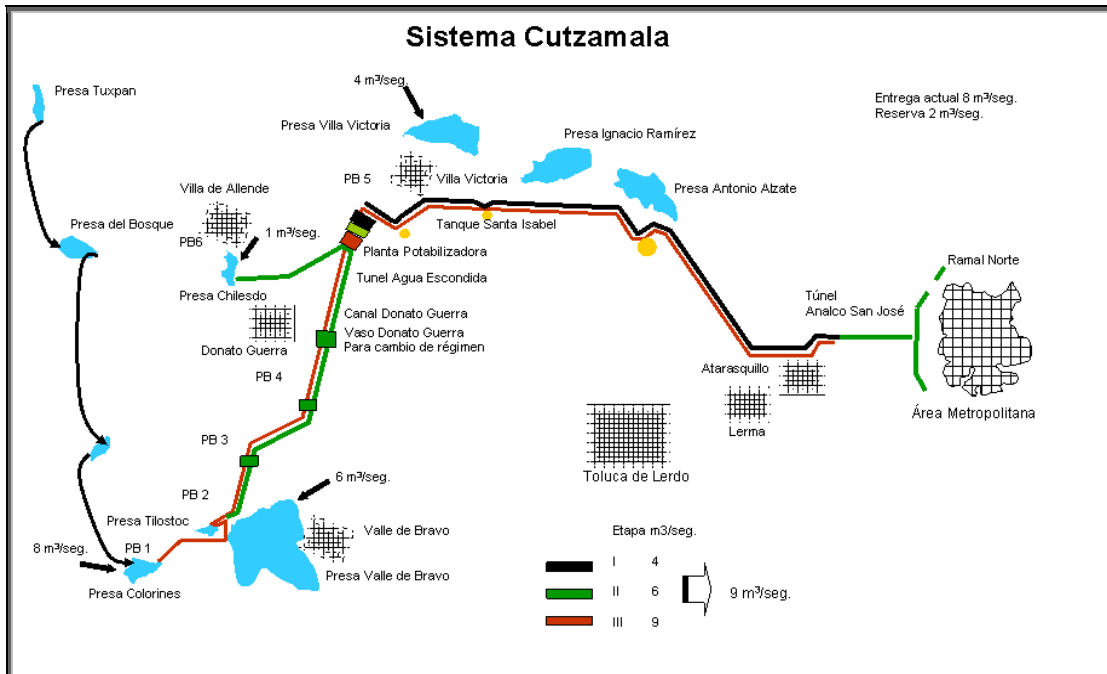 Sistema Cutzamala
4 m³/seg.
Presa Tuxpan
Entrega actual 8 m³/seg.
Reserva 2 m³/seg.
Presa Villa Victoria
Presa Ignacio Ramírez
PB 5
Villa Victoria
Villa de Allende
Presa Antonio Alzate
Presa del Bosque
PB6
1 m³/seg.
Tanque Santa Isabel
Planta Potabilizadora
Ramal Norte
Tunel Agua Escondida
Presa Chilesdo
Túnel
Analco San José
Canal Donato Guerra
Vaso Donato Guerra
Para cambio de régimen
Donato Guerra
PB 4
Atarasquillo
Área Metropolitana
Lerma
PB 3
Toluca de Lerdo
6 m³/seg.
PB 2
Presa Tilostoc
Valle de Bravo
Etapa m3/seg.
8 m³/seg.
PB 1
I 4
Presa Valle de Bravo
Presa Colorines
II 6
9 m³/seg.
III 9